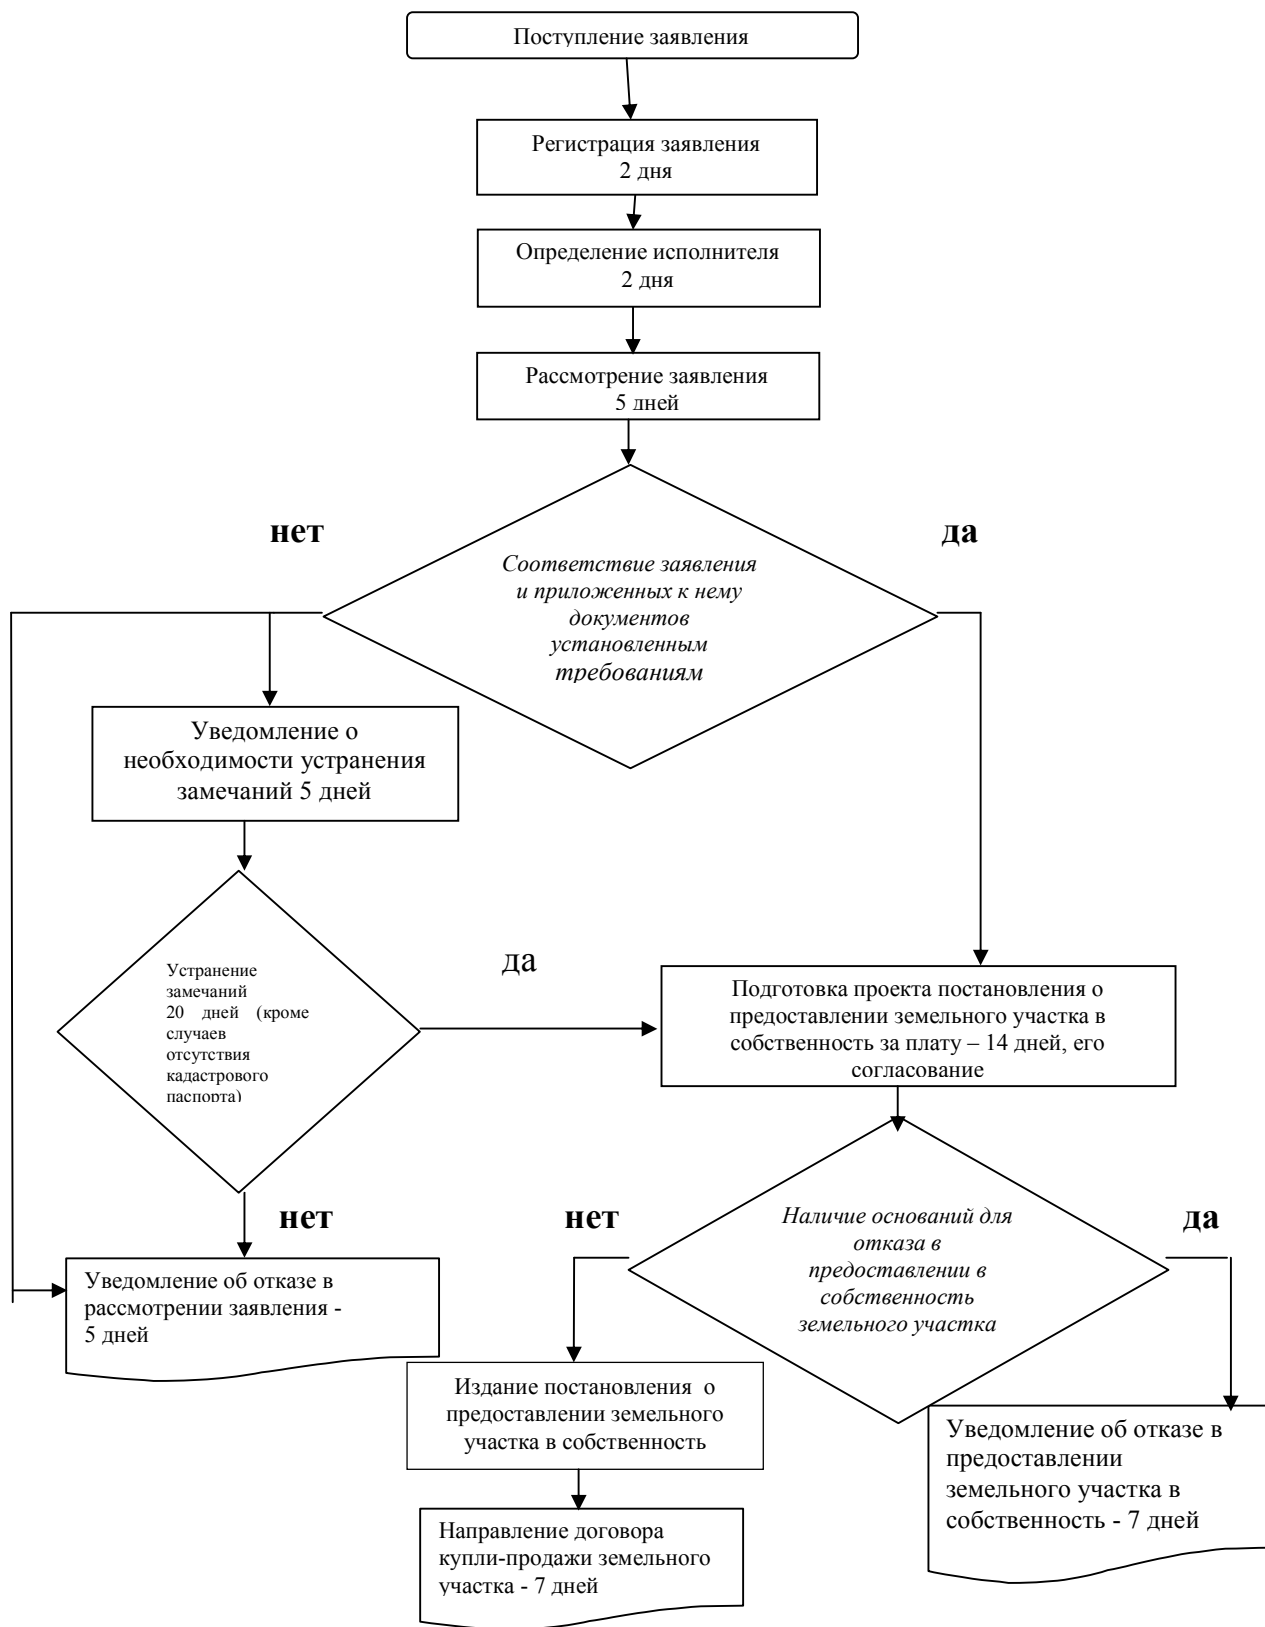 Поступление заявления
Регистрация заявления
2 дня
Определение исполнителя
2 дня
Рассмотрение заявления
5 дней
нет
да
Соответствие заявления
и приложенных к нему
документов
установленным
требованиям
Уведомление о
необходимости устранения
замечаний 5 дней
Устранение
замечаний
20 дней (кроме
случаев
отсутствия
кадастрового
паспорта)
да
Подготовка проекта постановления о
предоставлении земельного участка в
собственность за плату – 14 дней, его
согласование
нет
нет
да
Наличие оснований для
отказа в
предоставлении в
собственность
земельного участка
Уведомление об отказе в
рассмотрении заявления -
5 дней
Издание постановления о
предоставлении земельного
участка в собственность
Уведомление об отказе в
предоставлении
земельного участка в
собственность - 7 дней
Направление договора
купли-продажи земельного
участка - 7 дней